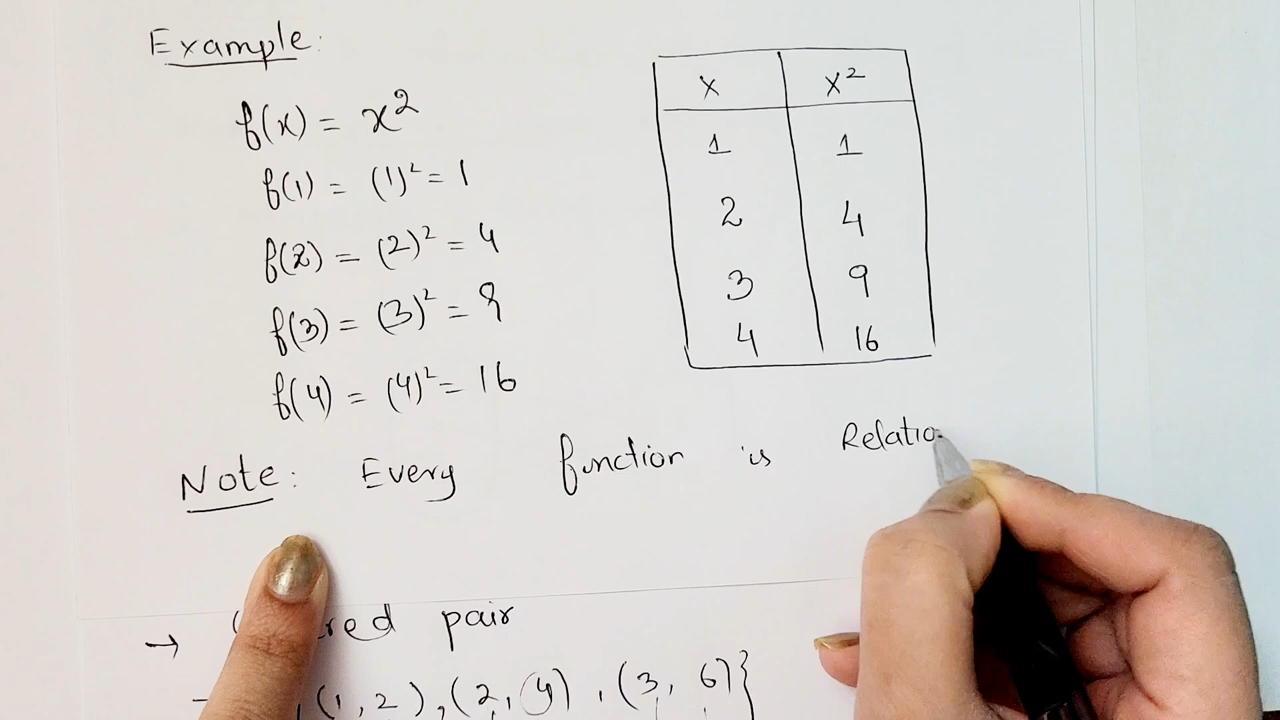 Example:
f(x) = x²
f(1) = (1)² = 1
f(2) = (2)² = 4
f(3) = (3)² = 9
f(4) = (4)² = 16
x x²
1 1
2 4
3 9
4 16
Note: Every function is Relatio
→ red pair
(1, 2), (2, 4), (3, 6)}